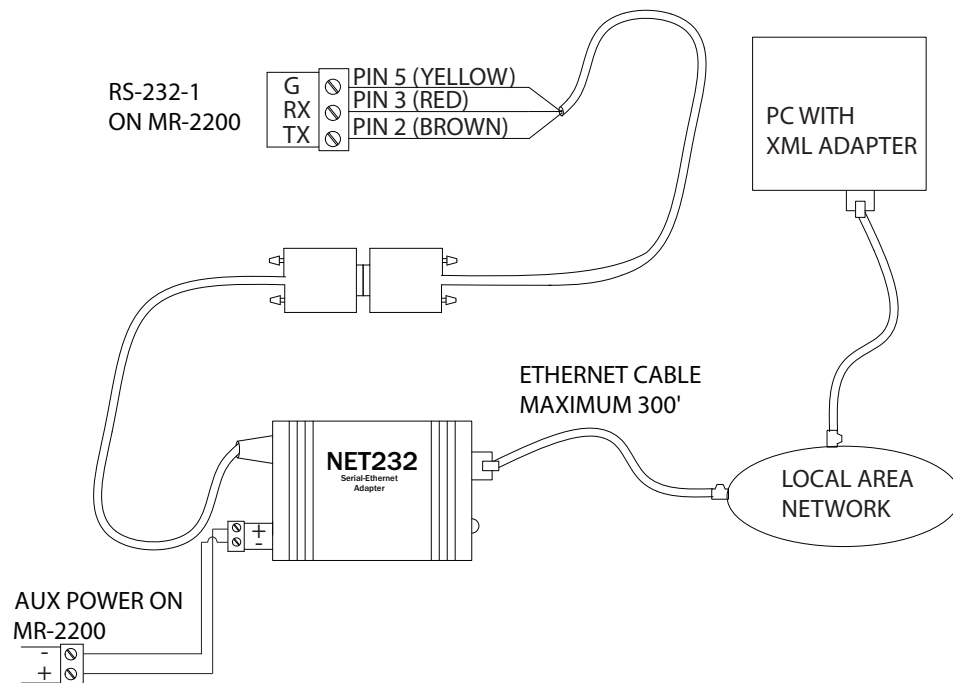 RS-232-1
ON MR-2200
G
RX
TX
PIN 5 (YELLOW)
PIN 3 (RED)
PIN 2 (BROWN)
PC WITH
XML ADAPTER
ETHERNET CABLE
MAXIMUM 300'
NET232
Serial-Ethernet
Adapter
+
-
LOCAL AREA
NETWORK
AUX POWER ON
MR-2200
-
+